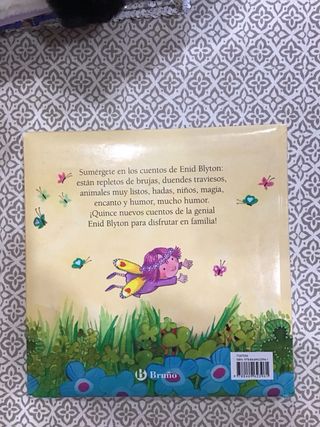 Sumérgete en los cuentos de Enid Blyton:
están repletos de brujas, duendes traviesos,
animales muy listos, hadas, niños, magia,
encanto y humor, mucho humor.
¡Quince nuevos cuentos de la genial
Enid Blyton para disfrutar en familia!
Bruño